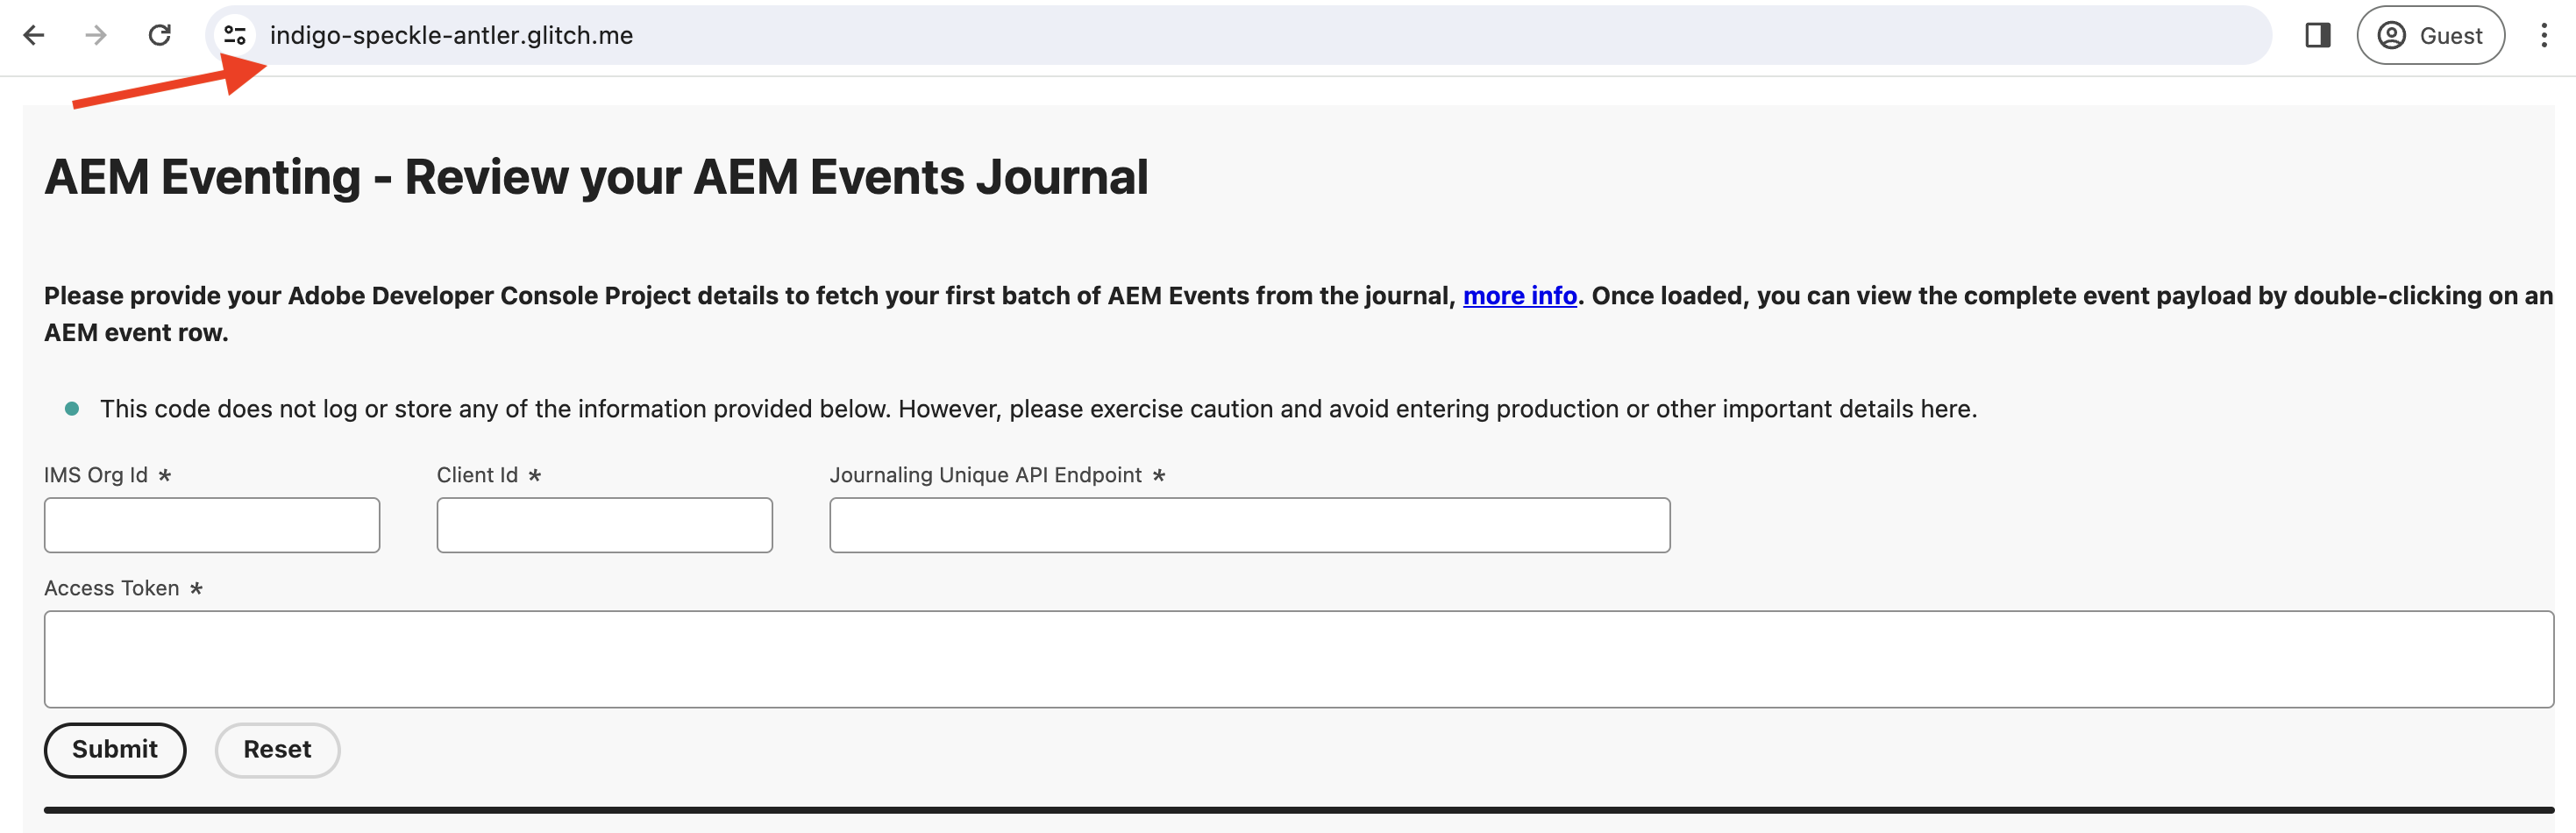 indigo-speckle-antler.glitch.me
Guest
AEM Eventing - Review your AEM Events Journal
Please provide your Adobe Developer Console Project details to fetch your first batch of AEM Events from the journal, more info. Once loaded, you can view the complete event payload by double-clicking on an
AEM event row.
This code does not log or store any of the information provided below. However, please exercise caution and avoid entering production or other important details here.
IMS Org Id * Client Id * Journaling Unique API Endpoint *
Access Token *
Submit Reset